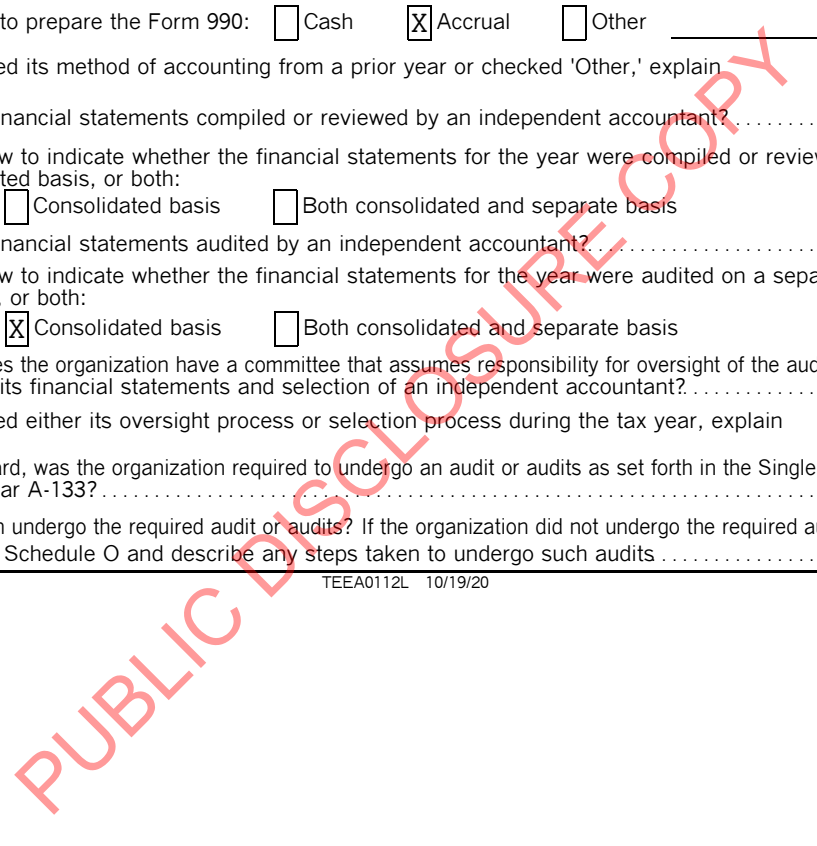 to prepare the Form 990: Cash X Accrual Other
ed its method of accounting from a prior year or checked 'Other,' explain
nancial statements compiled or reviewed by an independent accountant?
w to indicate whether the financial statements for the year were compiled or review
ted basis, or both:
Consolidated basis Both consolidated and separate basis
nancial statements audited by an independent accountant?
w to indicate whether the financial statements for the year were audited on a sepa
, or both:
X Consolidated basis Both consolidated and separate basis
es the organization have a committee that assumes responsibility for oversight of the aud
its financial statements and selection of an independent accountant?
ed either its oversight process or selection process during the tax year, explain
ard, was the organization required to undergo an audit or audits as set forth in the Single
ar A-133?
n undergo the required audit or audits? If the organization did not undergo the required au
Schedule O and describe any steps taken to undergo such audits
TEEA0112L 10/19/20
PUBLIC DISCLOSURE COPY